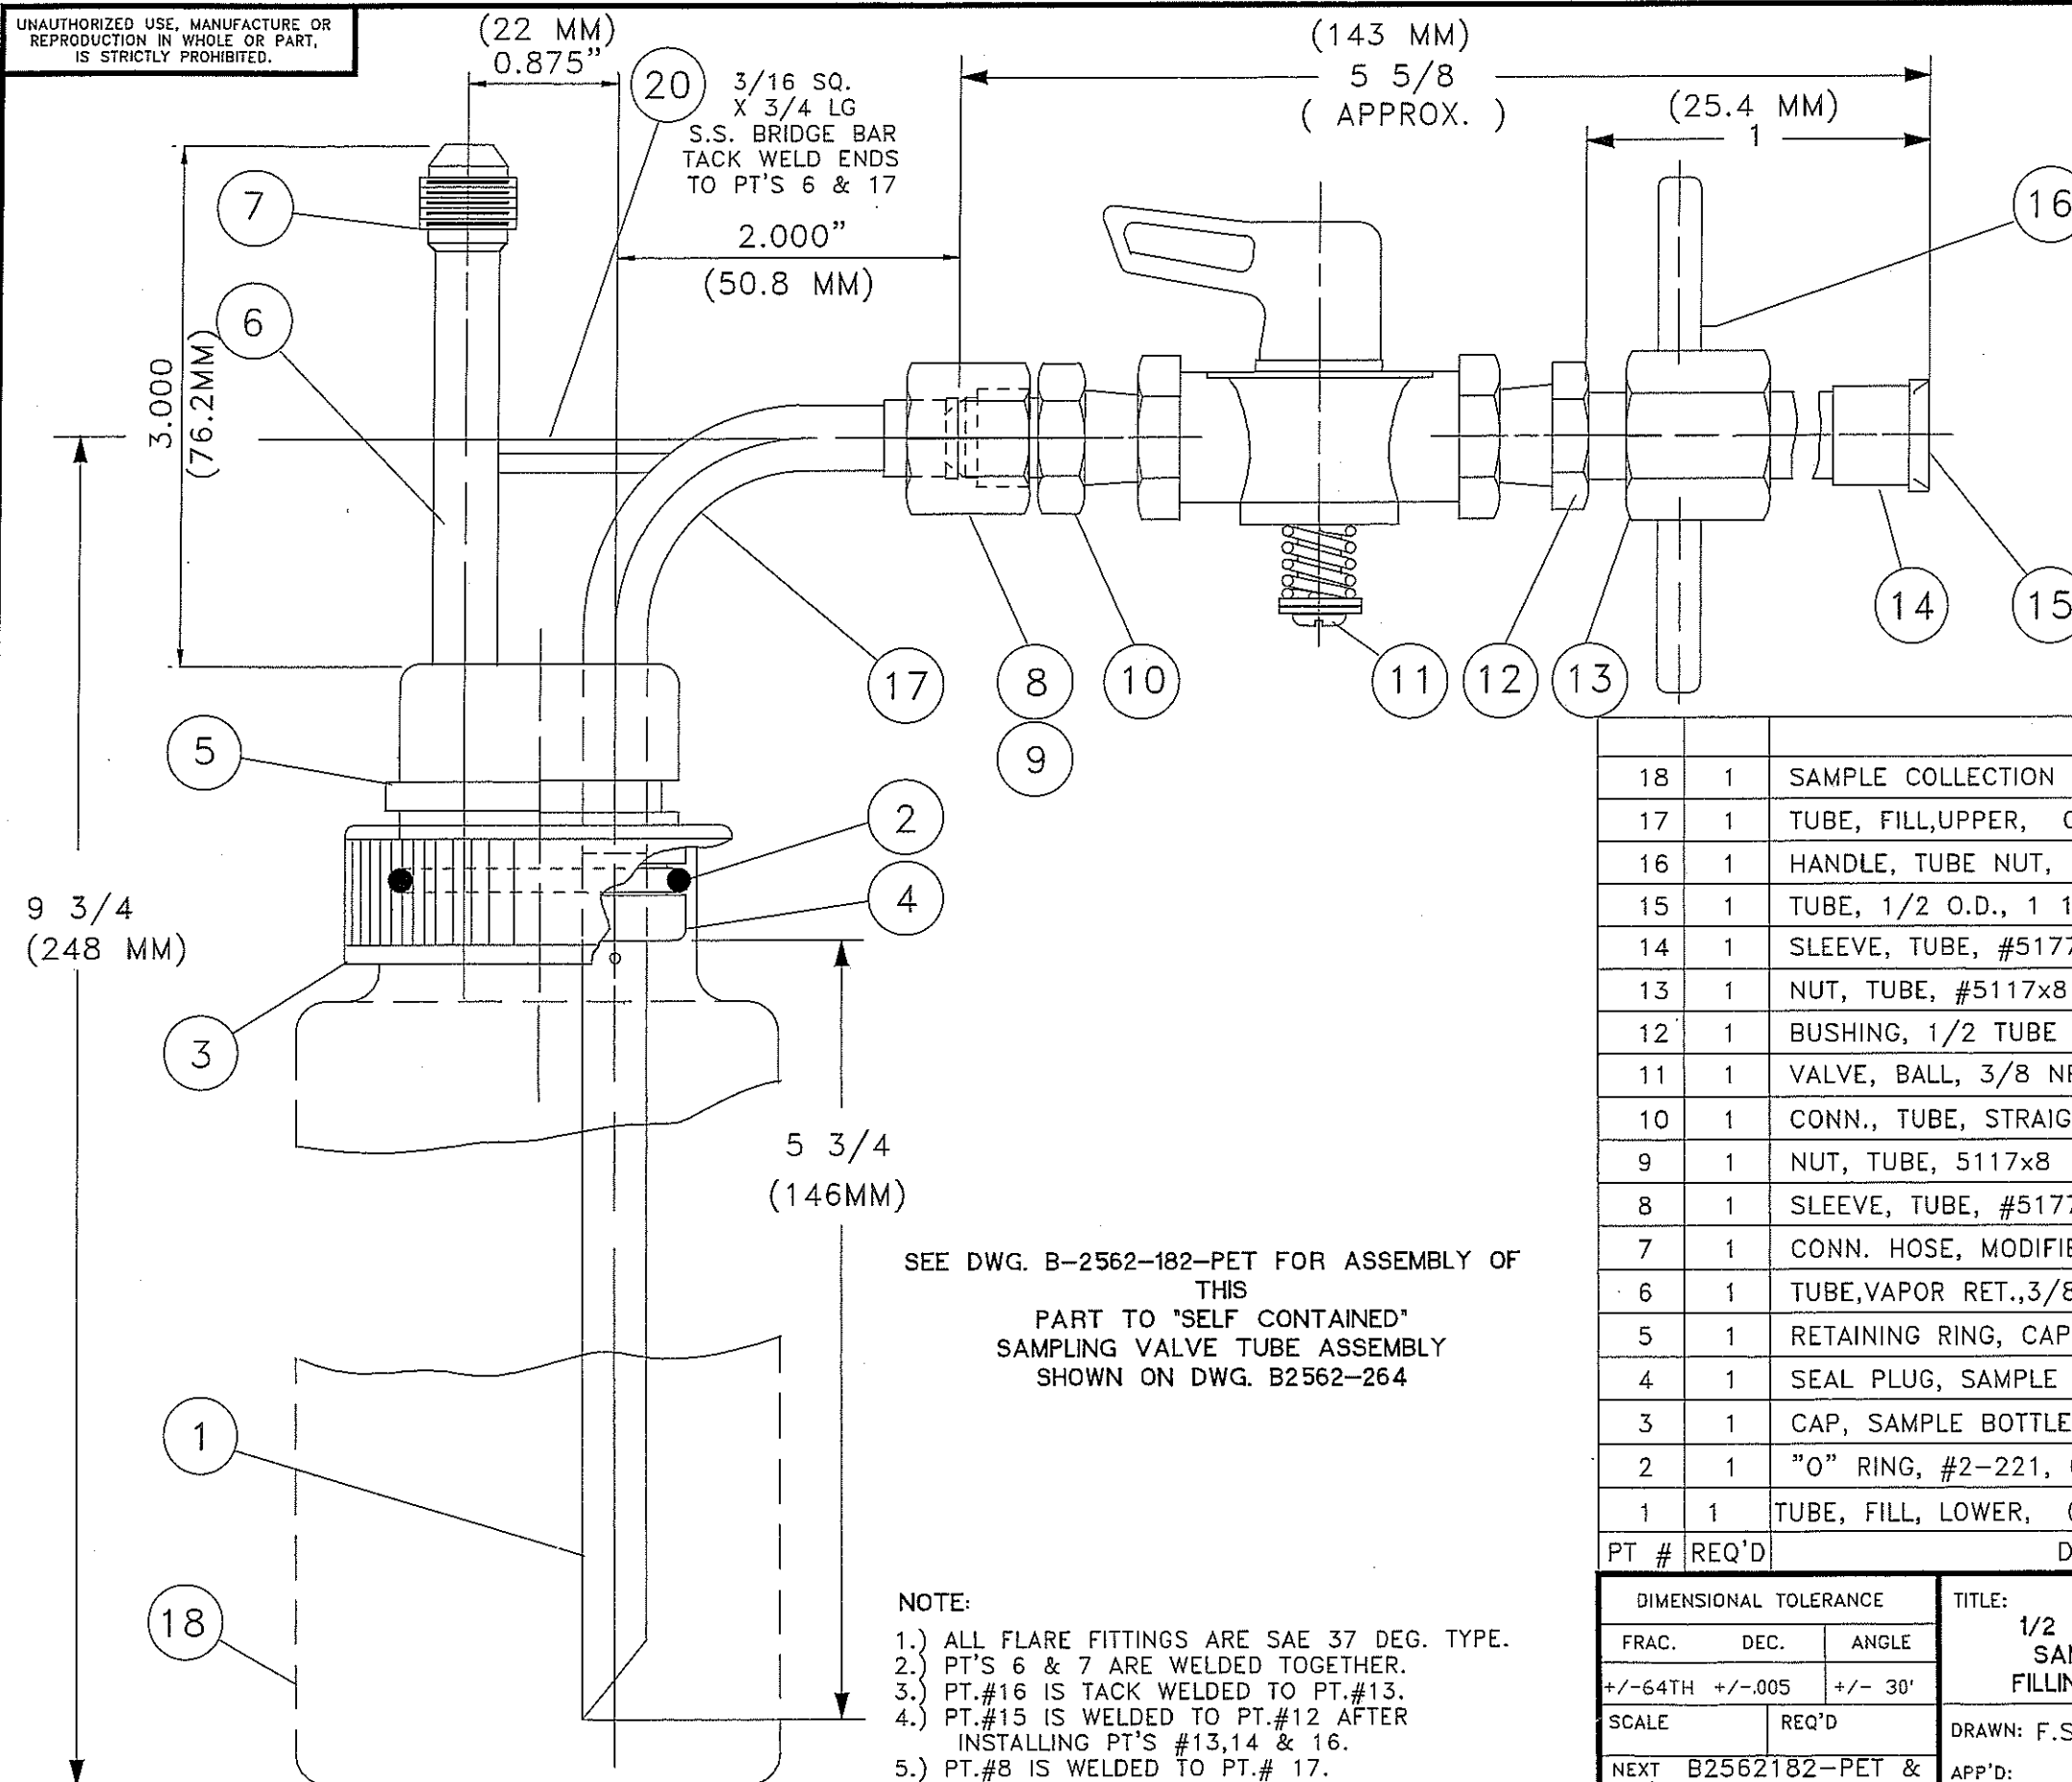 UNAUTHORIZED USE, MANUFACTURE OR
REPRODUCTION IN WHOLE OR PART,
IS STRICTLY PROHIBITED.
(22 MM)
0.875"
20
3/16 SQ.
X 3/4 LG
S.S. BRIDGE BAR
TACK WELD ENDS
TO PT'S 6 & 17
2.000"
(50.8 MM)
(143 MM)
5 5/8
( APPROX. )
(25.4 MM)
1
16
7
6
3.000
(76.2MM)
17
8
9
10
11
12
13
14
15
5
2
4
3
9 3/4
(248 MM)
5 3/4
(146MM)
1
18
SEE DWG. B-2562-182-PET FOR ASSEMBLY OF
THIS
PART TO "SELF CONTAINED"
SAMPLING VALVE TUBE ASSEMBLY
SHOWN ON DWG. B2562-264
NOTE:
1.) ALL FLARE FITTINGS ARE SAE 37 DEG. TYPE.
2.) PT'S 6 & 7 ARE WELDED TOGETHER.
3.) PT.#16 IS TACK WELDED TO PT.#13.
4.) PT.#15 IS WELDED TO PT.#12 AFTER
INSTALLING PT'S #13,14 & 16.
5.) PT.#8 IS WELDED TO PT.# 17.
18 1 SAMPLE COLLECTION
17 1 TUBE, FILL,UPPER,
16 1 HANDLE, TUBE NUT,
15 1 TUBE, 1/2 O.D., 1 1
14 1 SLEEVE, TUBE, #5177
13 1 NUT, TUBE, #5117x8
12 1 BUSHING, 1/2 TUBE
11 1 VALVE, BALL, 3/8
10 1 CONN., TUBE, STRAIG
9 1 NUT, TUBE, 5117x8
8 1 SLEEVE, TUBE, #5177
7 1 CONN. HOSE, MODIFIE
6 1 TUBE,VAPOR RET.,3/8
5 1 RETAINING RING, CAP
4 1 SEAL PLUG, SAMPLE
3 1 CAP, SAMPLE BOTTLE
2 1 "O" RING, #2-221,
1 1 TUBE, FILL, LOWER,
PT # REQ'D D
DIMENSIONAL TOLERANCE
FRAC. DEC. ANGLE
+/-64TH +/-.005 +/- 30'
SCALE REQ'D
NEXT B2562182-PET &
TITLE:
1/2
SAM
FILLIN
DRAWN: F.S
APP'D: